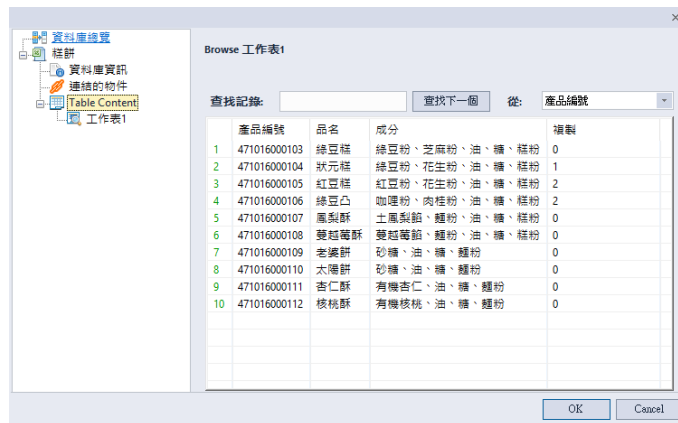 ×
資料庫總覽
糕餅
資料庫資訊
連結的物件
Table Content
工作表1
Browse 工作表1
查找記錄: 查找下一個 從: 產品編號
產品編號 品名 成分 複製
1 471016000103 綠豆糕 綠豆粉、芝麻粉、油、糖、糕粉 0
2 471016000104 狀元糕 綠豆粉、花生粉、油、糖、糕粉 1
3 471016000105 紅豆糕 紅豆粉、花生粉、油、糖、糕粉 2
4 471016000106 綠豆凸 咖哩粉、肉桂粉、油、糖、糕粉 2
5 471016000107 鳳梨酥 土鳳梨餡、麵粉、油、糖、糕粉 0
6 471016000108 蔓越莓酥 蔓越莓餡、麵粉、油、糖、糕粉 0
7 471016000109 老婆餅 砂糖、油、糖、麵粉 0
8 471016000110 太陽餅 砂糖、油、糖、麵粉 0
9 471016000111 杏仁酥 有機杏仁、油、糖、麵粉 0
10 471016000112 核桃酥 有機核桃、油、糖、麵粉 0
OK Cancel